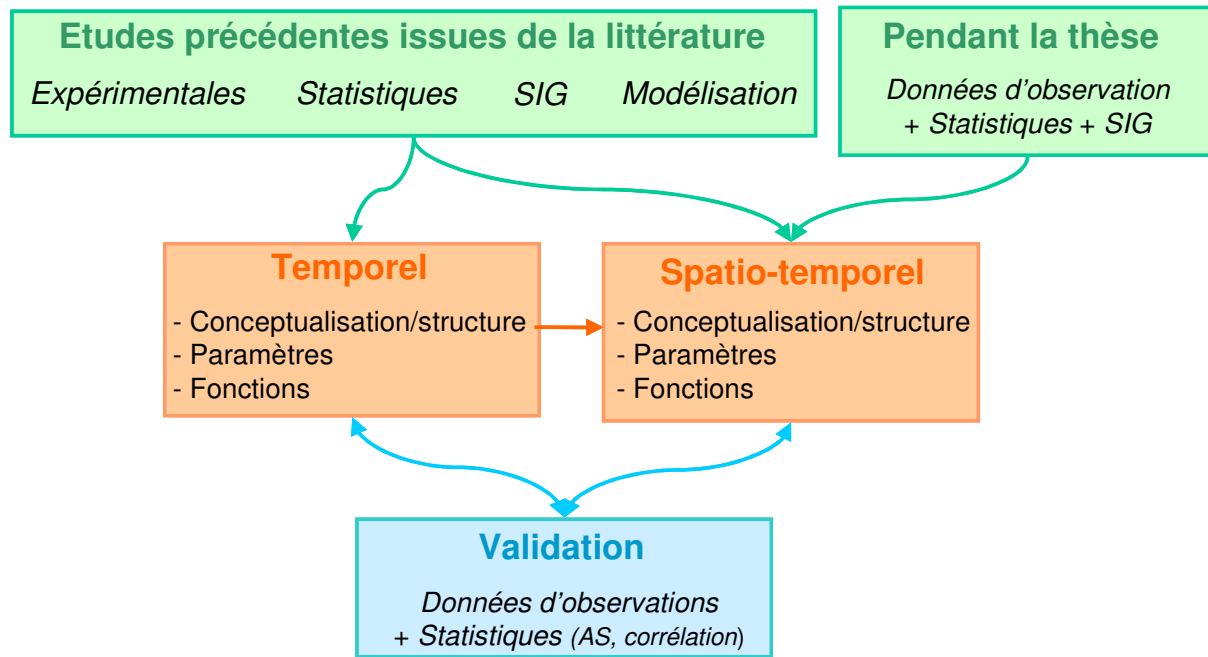 Etudes précédentes issues de la littérature
Expérimentales Statistiques SIG Modélisation
Pendant la thèse
Données d'observation
+ Statistiques + SIG
Temporel
- Conceptualisation/structure
- Paramètres
- Fonctions
Spatio-temporel
- Conceptualisation/structure
- Paramètres
- Fonctions
Validation
Données d'observations
+ Statistiques (AS, corrélation)